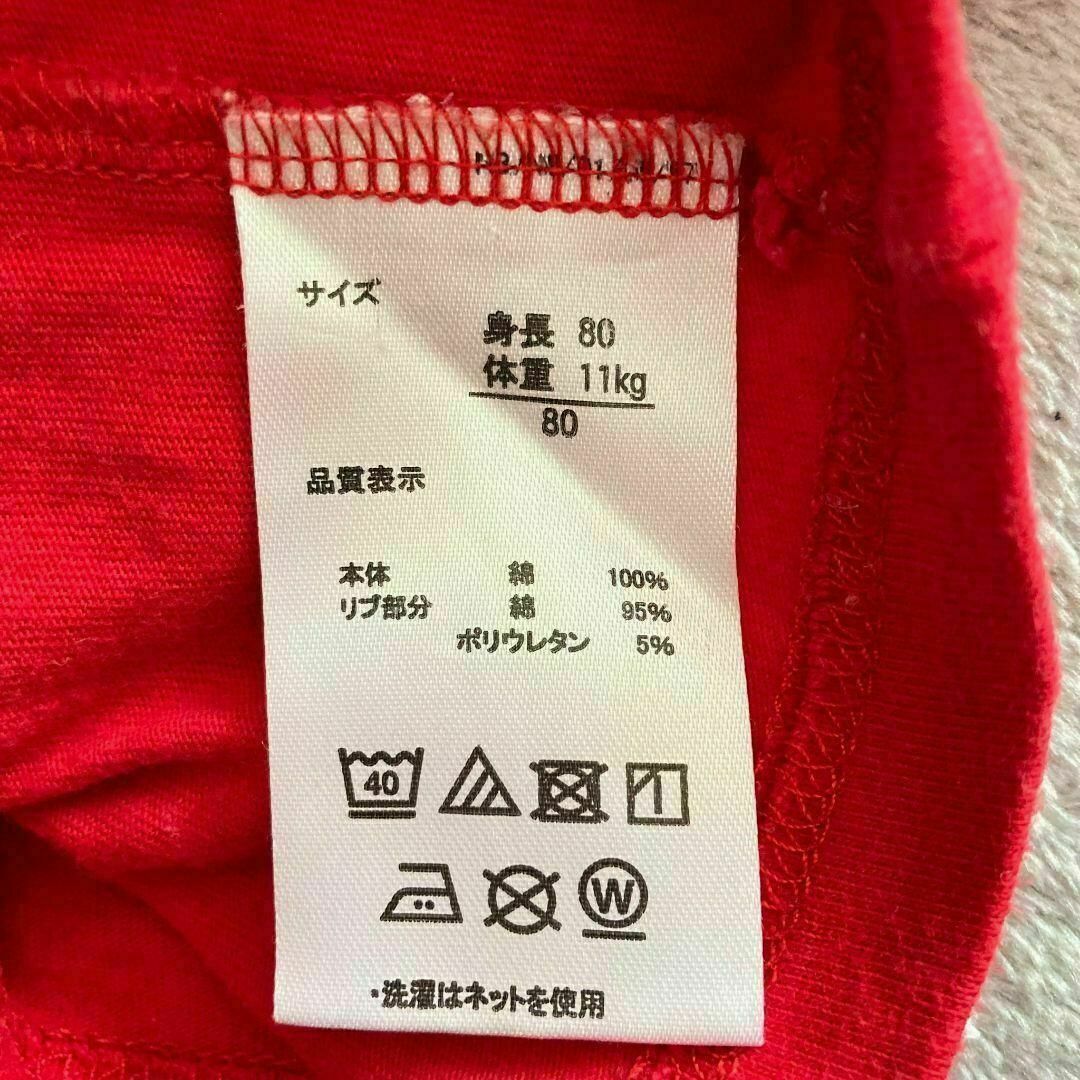 サイズ
身長 80
体重 11kg
80
品質表示
本体 綿 100%
リブ部分 綿 95%
ポリウレタン 5%
40
W
・洗濯はネットを使用